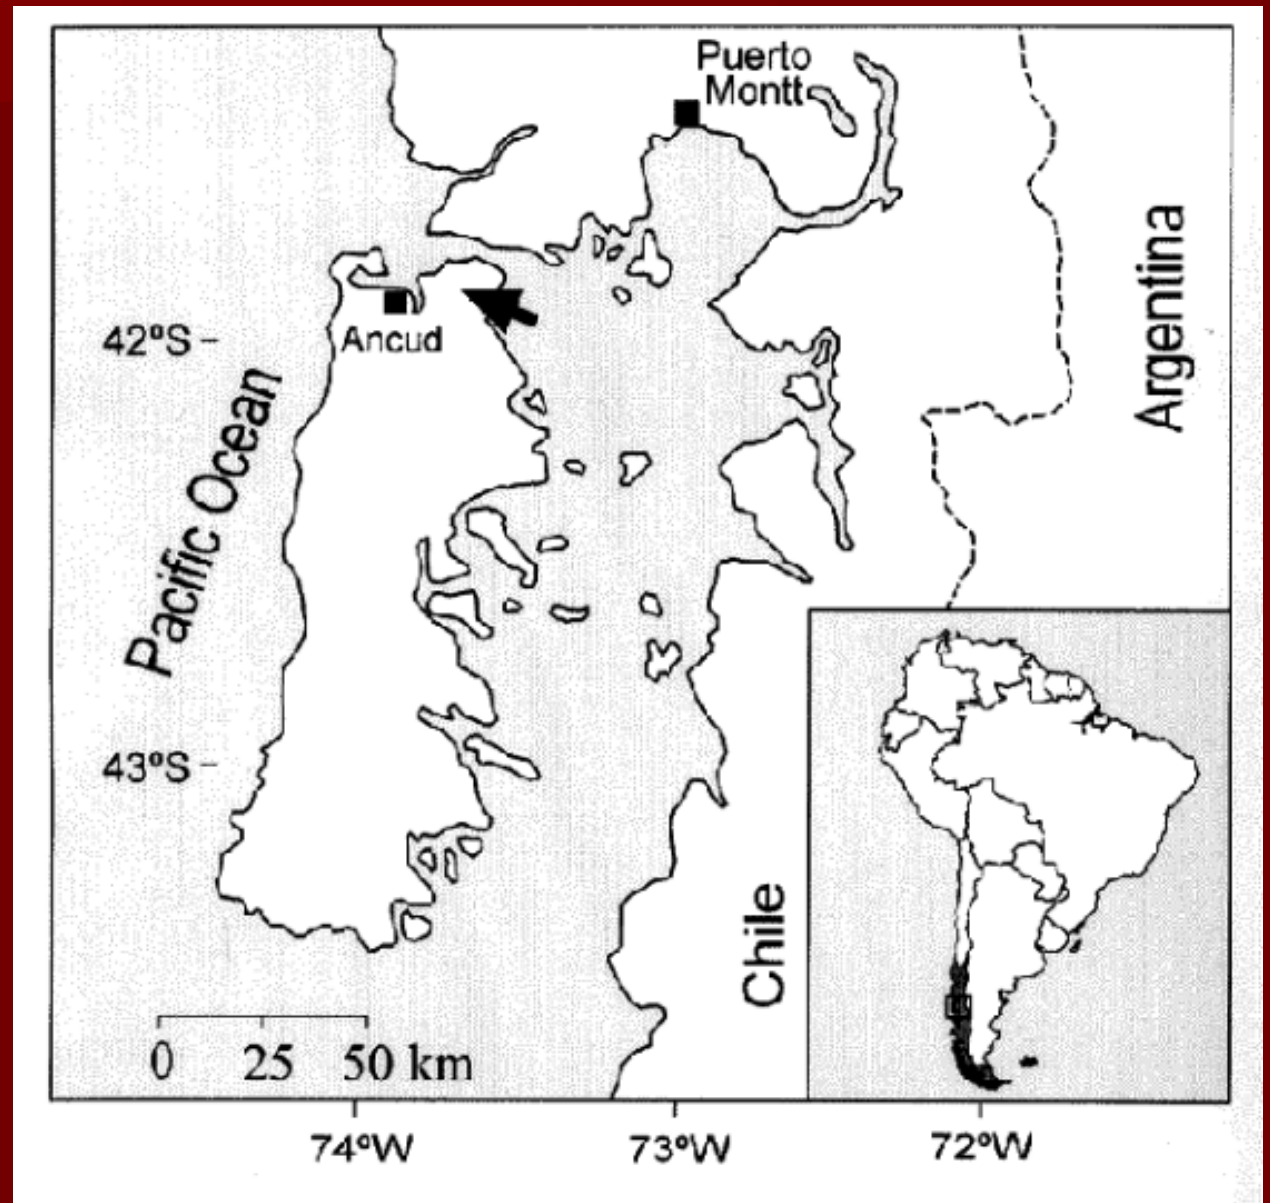 Puerto
Montt
Ancud
42ºS
Pacific Ocean
Argentina
43ºS
Chile
0 25 50 km
74ºW 73ºW 72ºW